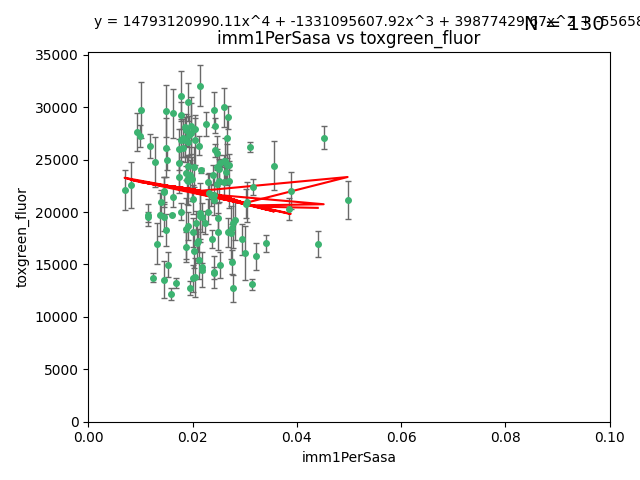 y = 14793120990.11x^4 + -1331095607.92x^3 + 39877429.
N = 130
imm1PerSasa vs toxgreen_fluor
35000
30000
25000
20000
15000
10000
5000
0
toxgreen_fluor
0.00 0.02 0.04 0.06 0.08 0.10
imm1PerSasa